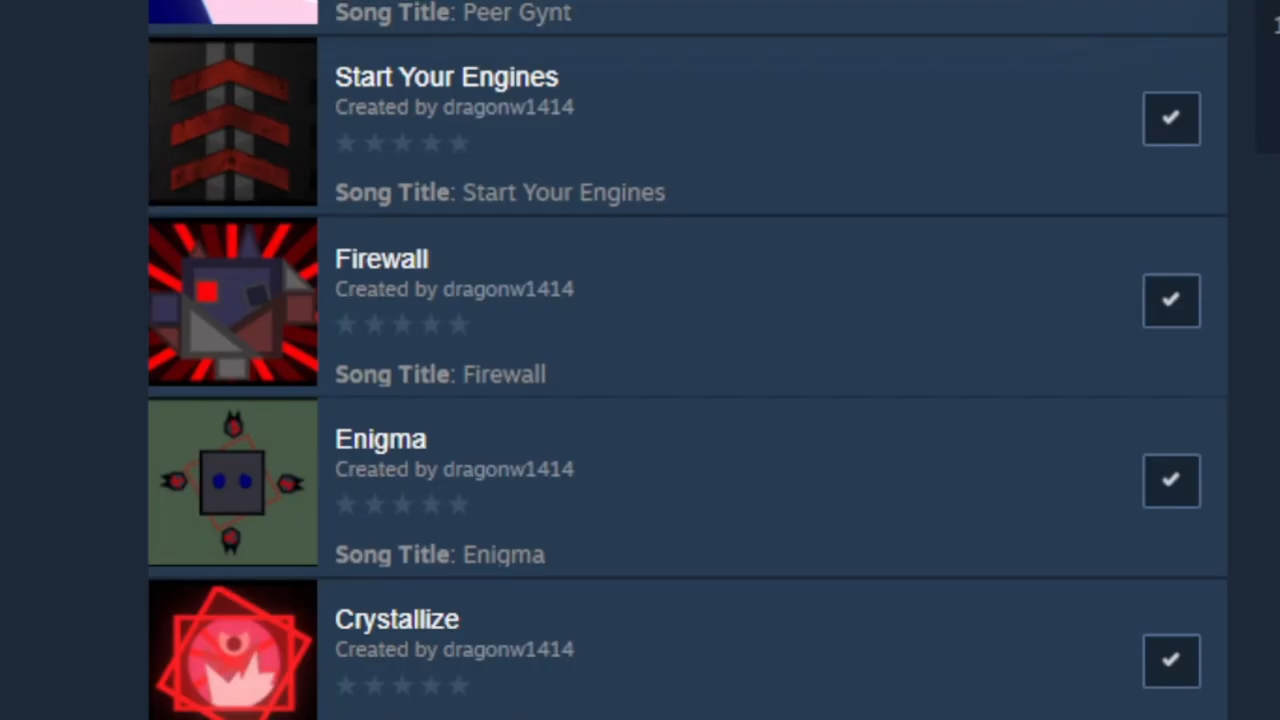 Song Title: Peer Gynt
Start Your Engines
Created by dragonw1414
Song Title: Start Your Engines
Firewall
Created by dragonw1414
Song Title: Firewall
Enigma
Created by dragonw1414
Song Title: Enigma
Crystallize
Created by dragonw1414